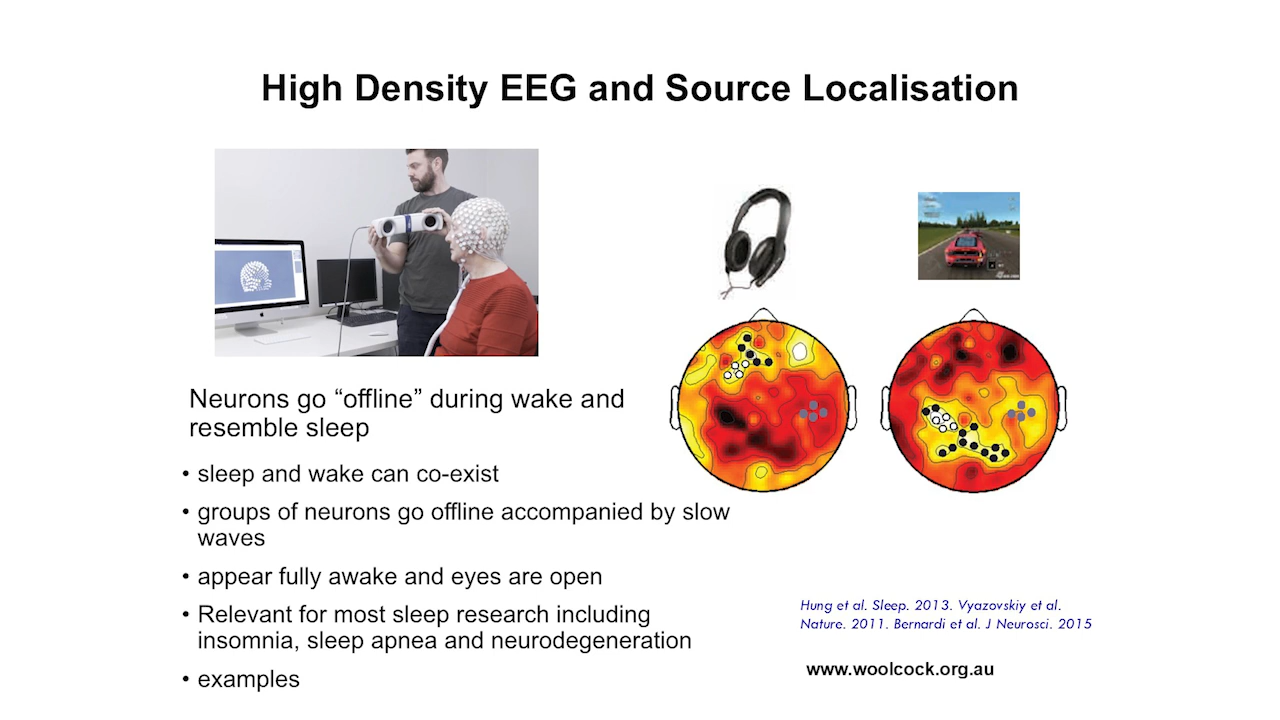 High Density EEG and Source Localisation
Neurons go “offline” during wake and
resemble sleep
• sleep and wake can co-exist
• groups of neurons go offline accompanied by slow
waves
• appear fully awake and eyes are open
• Relevant for most sleep research including
insomnia, sleep apnea and neurodegeneration
• examples
Hung et al. Sleep. 2013. Vyazovskiy et al.
Nature. 2011. Bernardi et al. J Neurosci. 2015
www.woolcock.org.au